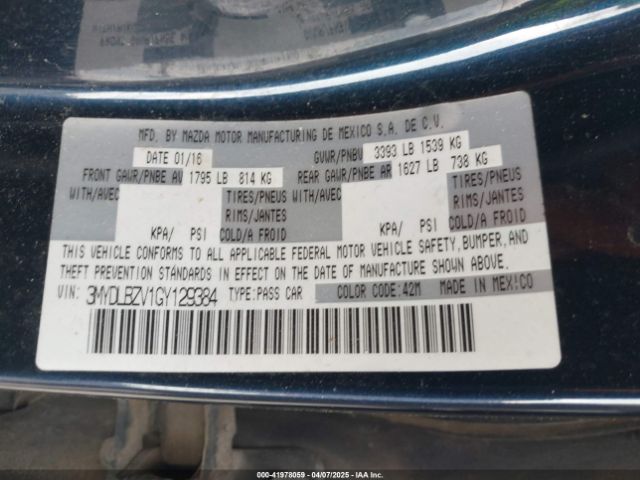 MFD. BY MAZDA MOTOR MANUFACTURING DE MEXICO S.A. DE C.V.
DATE 01/16 GVWR/PNBV 3393 LB 1539 KG
FRONT GAWR/PNBE AV 1795 LB 814 KG REAR GAWR/PNBE AR 1627 LB 738 KG
WITH/AVEC TIRES/PNEUS WITH/AVEC TIRES/PNEUS
RIMS/JANTES RIMS/JANTES
KPA/ PSI COLD/A FROID KPA/ PSI COLD/A FROID
THIS VEHICLE CONFORMS TO ALL APPLICABLE FEDERAL MOTOR VEHICLE SAFETY, BUMPER, AND
THEFT PREVENTION STANDARDS IN EFFECT ON THE DATE OF MANUFACTURE SHOWN ABOVE.
VIN: 3MYDLBZV1GY129384 TYPE:PASS CAR COLOR CODE:42M MADE IN MEXICO
000-41978059 - 04/07/2025 - IAA Inc.